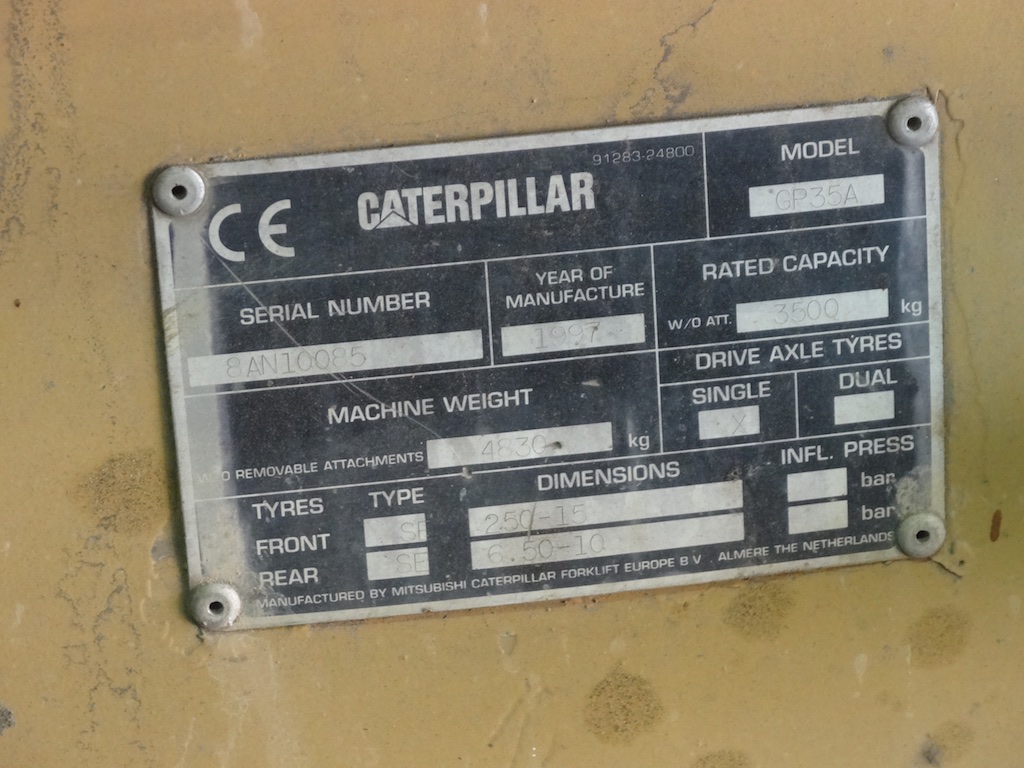 91283-24800
CE CATERPILLAR
MODEL
GP35A
SERIAL NUMBER
8AN10085
YEAR OF
MANUFACTURE
1997
RATED CAPACITY
W/O ATT. 3500 kg
MACHINE WEIGHT
W/O REMOVABLE ATTACHMENTS 4830 kg
DRIVE AXLE TYRES
SINGLE DUAL
X
TYRES TYPE DIMENSIONS INFL. PRESS
FRONT SE 250-15 bar
REAR SE 6.50-10 bar
MANUFACTURED BY MITSUBISHI CATERPILLAR FORKLIFT EUROPE B V ALMERE THE NETHERLANDS